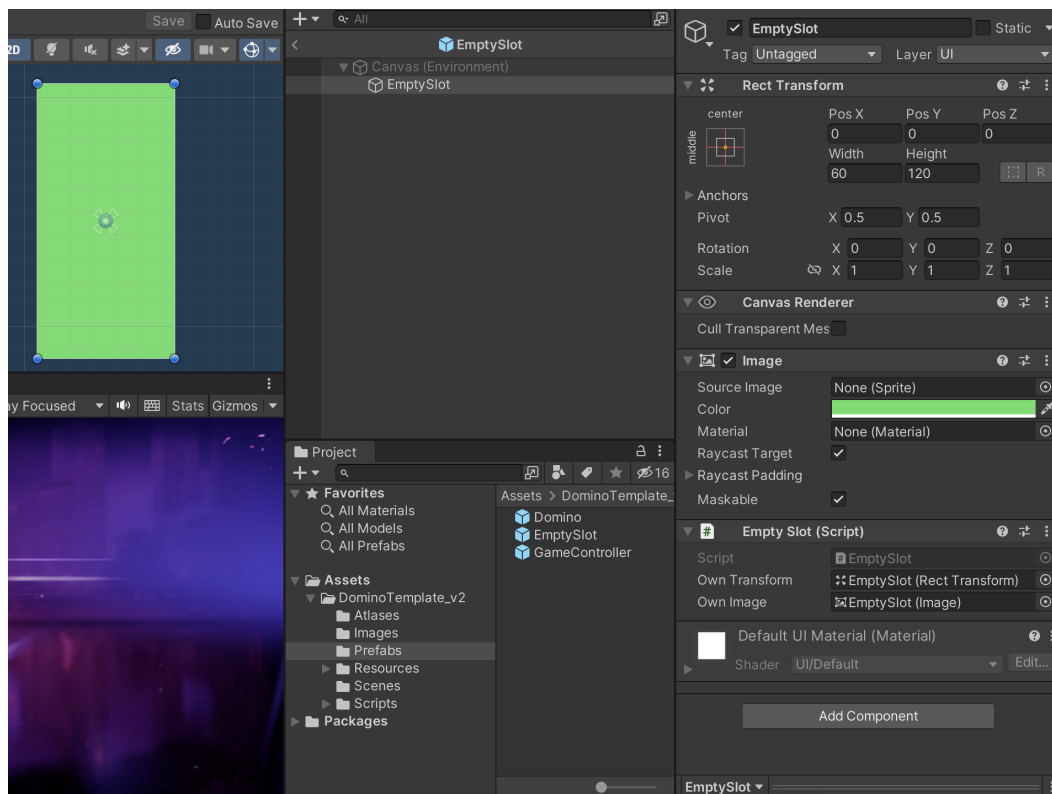 Save Auto Save
2D
ay Focused Stats Gizmos
All
EmptySlot
Canvas (Environment)
EmptySlot
Project
16
Favorites
All Materials
All Models
All Prefabs
Assets
DominoTemplate_v2
Atlases
Images
Prefabs
Resources
Scenes
Scripts
Packages
Assets > DominoTemplate_
Domino
EmptySlot
GameController
EmptySlot Static
Tag Untagged Layer UI
Rect Transform
center Pos X Pos Y Pos Z
middle 0 0 0
Width Height
60 120 R
Anchors
Pivot X 0.5 Y 0.5
Rotation X 0 Y 0 Z 0
Scale X 1 Y 1 Z 1
Canvas Renderer
Cull Transparent Mes
Image
Source Image None (Sprite)
Color
Material None (Material)
Raycast Target
Raycast Padding
Maskable
# Empty Slot (Script)
Script # EmptySlot
Own Transform EmptySlot (Rect Transform)
Own Image EmptySlot (Image)
Default UI Material (Material)
Shader UI/Default Edit...
Add Component
EmptySlot